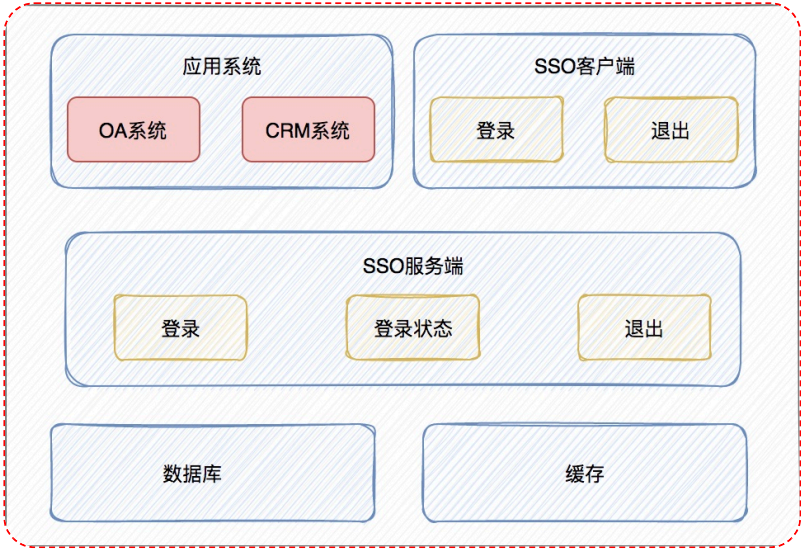 应用系统
OA系统
CRM系统
SSO客户端
登录
退出
SSO服务端
登录
登录状态
退出
数据库
缓存